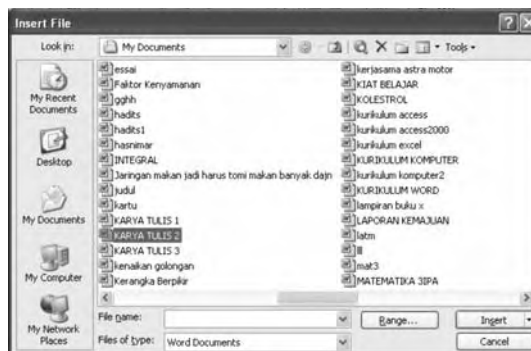 Insert File
Look in:
My Documents
Tools
My Recent
Documents
Desktop
My Documents
My Computer
My Network
Places
essai
Faktor Kenyamanan
gghh
hadits
hadits1
hasnimar
INTEGRAL
Jaringan makan jadi harus tomi makan banyak dajn
judul
kartu
KARYA TULIS 1
KARYA TULIS 2
KARYA TULIS 3
kenaikan golongan
Kerangka Berpikir
kerjasama astra motor
KIAT BELAJAR
KOLESTROL
kurikulum access
kurikulum access2000
kurikulum excel
KURIKULUM KOMPUTER
kurikulum komputer2
KURIKULUM WORD
lampiran buku x
LAPORAN KEMAJUAN
latm
lll
mat3
MATEMATIKA 3IPA
File name:
Range...
Insert
Files of type:
Word Documents
Cancel